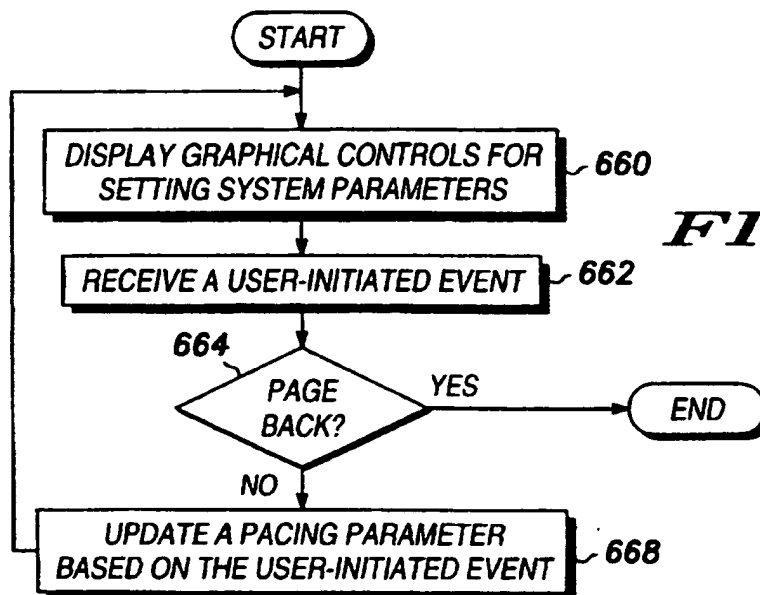 START
DISPLAY GRAPHICAL CONTROLS FOR
SETTING SYSTEM PARAMETERS
660
FI
RECEIVE A USER-INITIATED EVENT
662
664
PAGE
BACK?
YES
END
NO
UPDATE A PACING PARAMETER
BASED ON THE USER-INITIATED EVENT
668